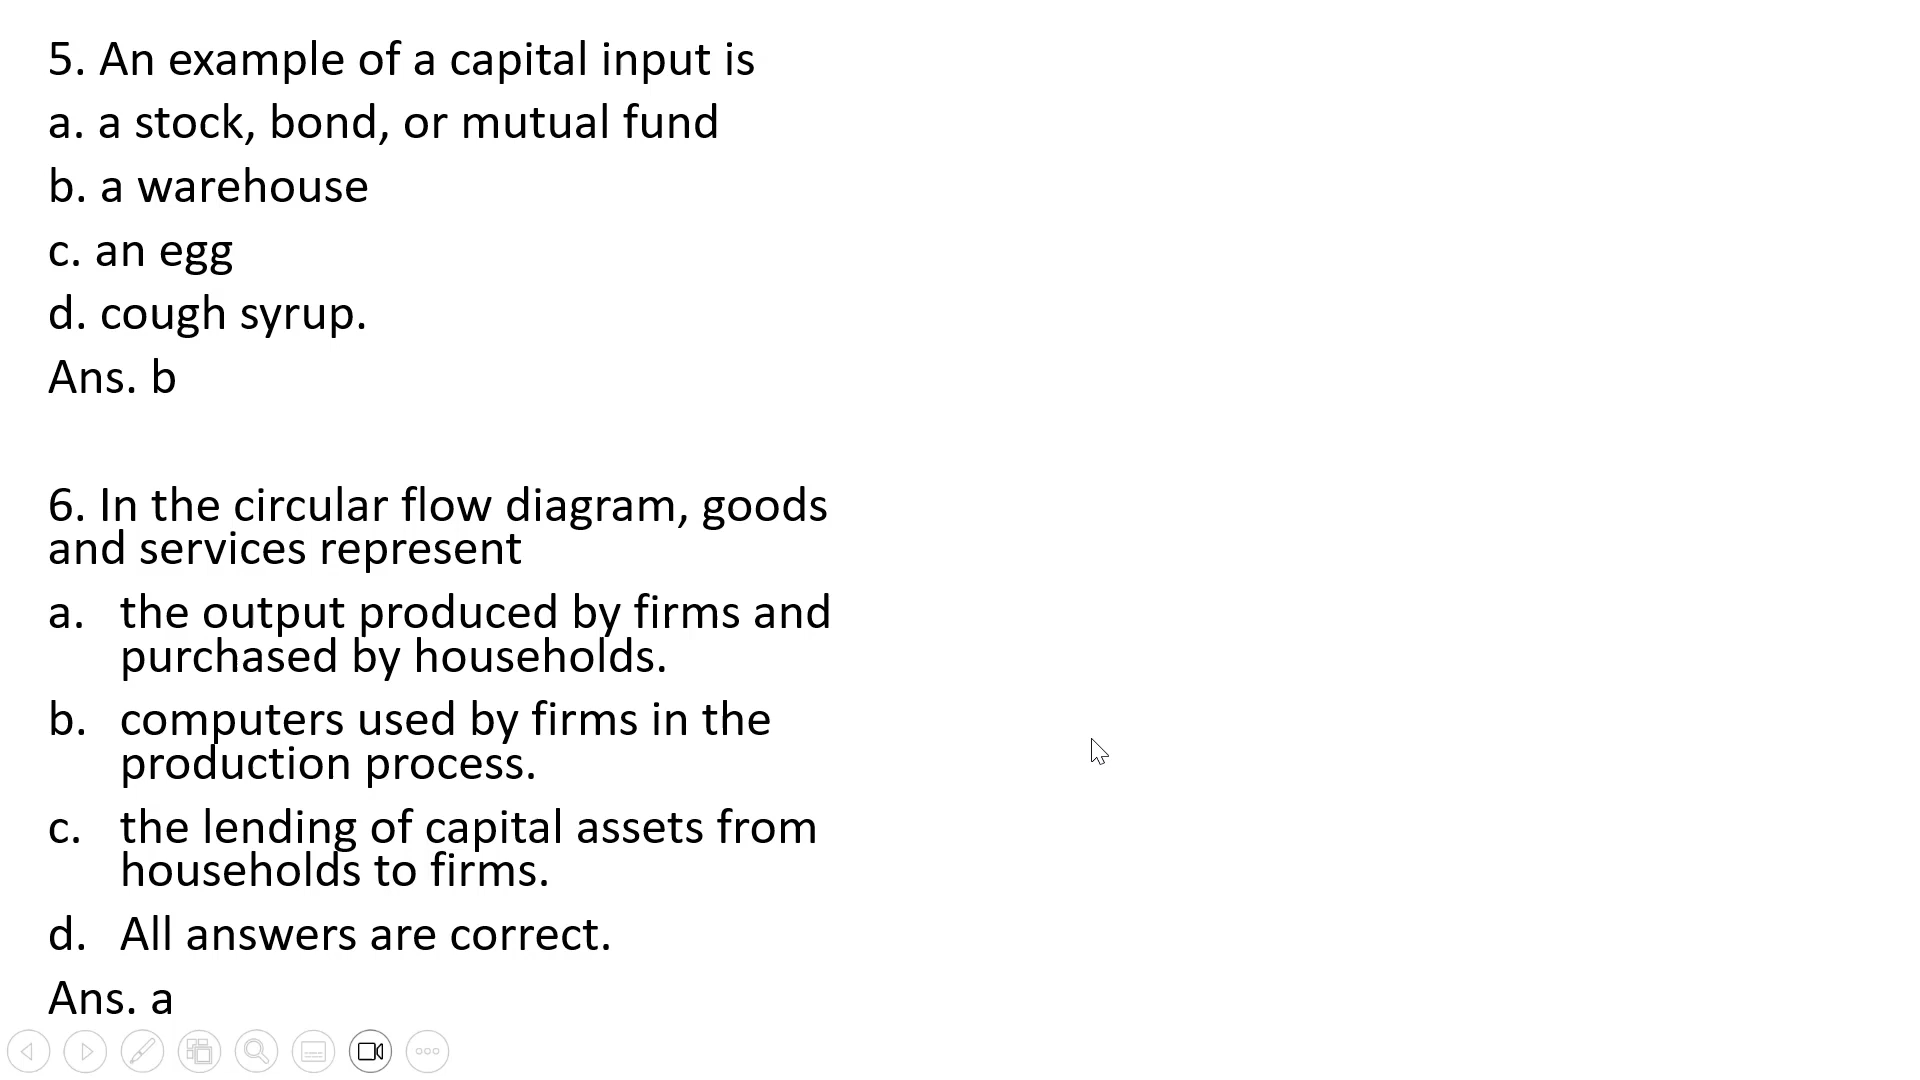 5. An example of a capital input is
a. a stock, bond, or mutual fund
b. a warehouse
c. an egg
d. cough syrup.
Ans. b
6. In the circular flow diagram, goods
and services represent
a. the output produced by firms and
purchased by households.
b. computers used by firms in the
production process.
c. the lending of capital assets from
households to firms.
d. All answers are correct.
Ans. a